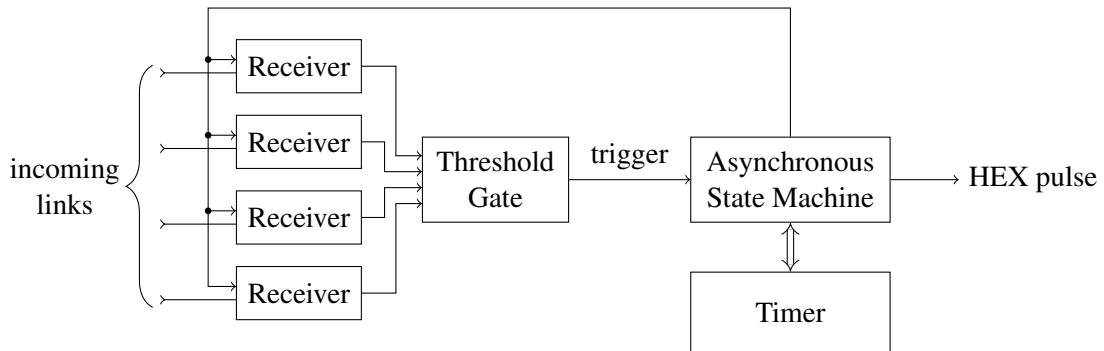 Receiver
Receiver
Receiver
Receiver
incoming
links
Threshold
Gate
trigger
Asynchronous
State Machine
HEX pulse
Timer